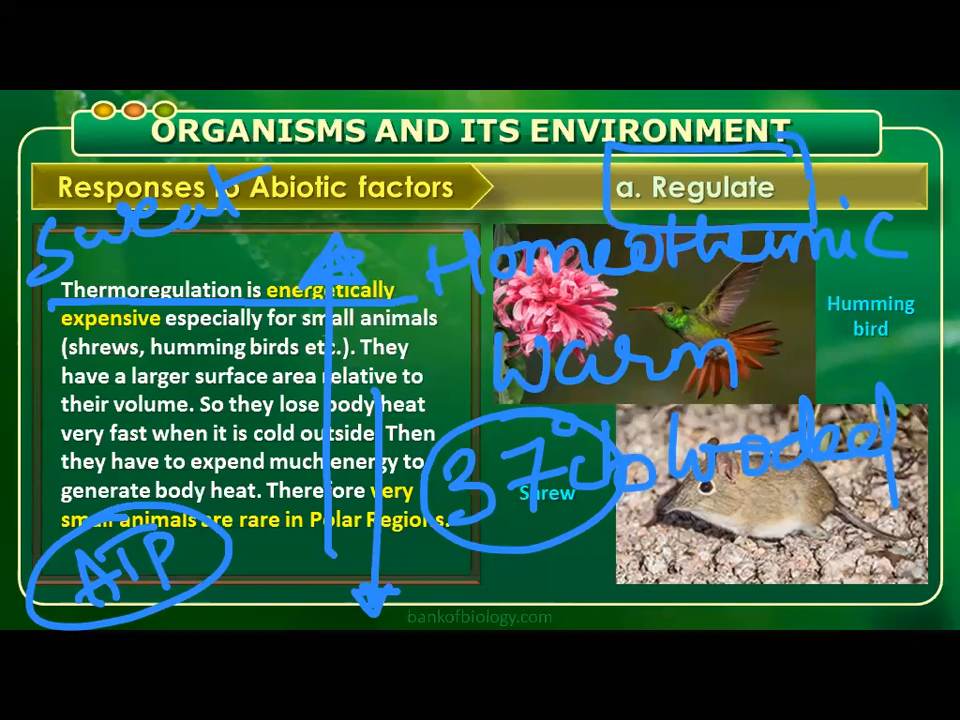 ORGANISMS AND ITS ENVIRONMENT
Responses to Abiotic factors
a. Regulate
Sweat
Homeothermic
Thermoregulation is energetically
expensive especially for small animals
(shrews, humming birds etc.). They
have a larger surface area relative to
their volume. So they lose body heat
very fast when it is cold outside. Then
they have to expend much energy to
generate body heat. Therefore very
small animals are rare in Polar Regions.
Humming
bird
warm
37°c
Shrew
ATP
bankofbiology.com